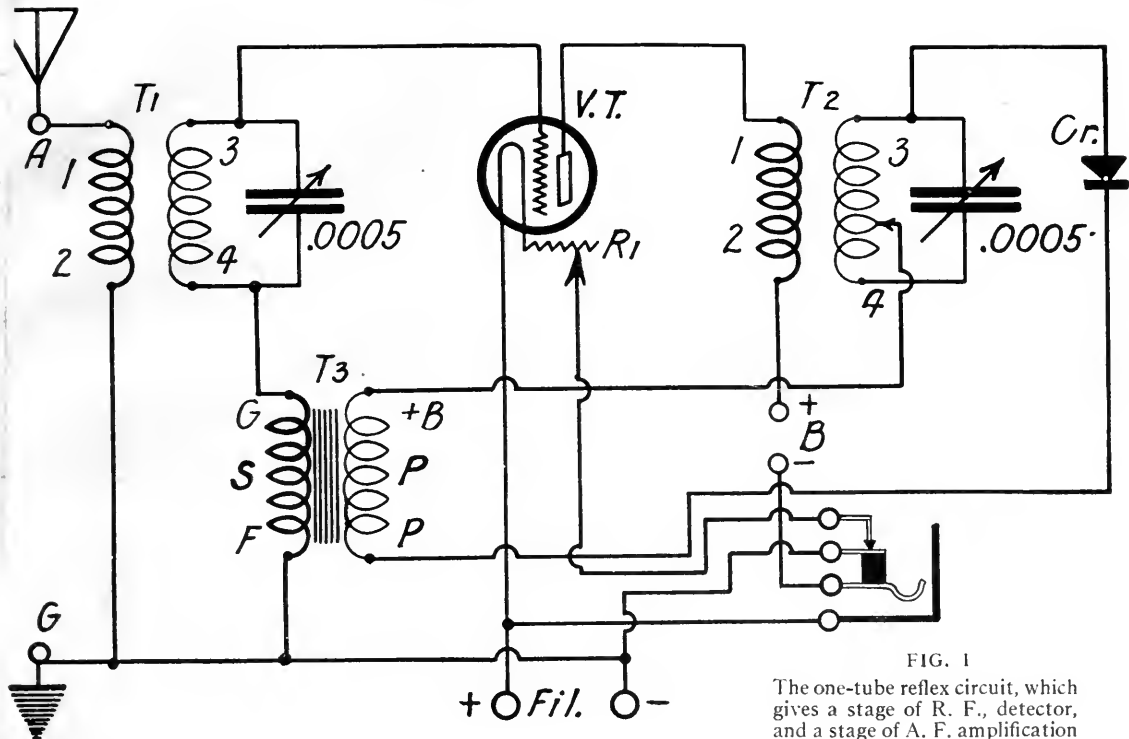 A
T1
1
2
3
4
.0005
V.T.
R1
T2
1
2
3
4
.0005
Cr.
T3
G
S
F
+B
P
P
+
B
-
G
+ Fil. -
FIG. 1
The one-tube reflex circuit, which
gives a stage of R. F., detector,
and a stage of A. F. amplification